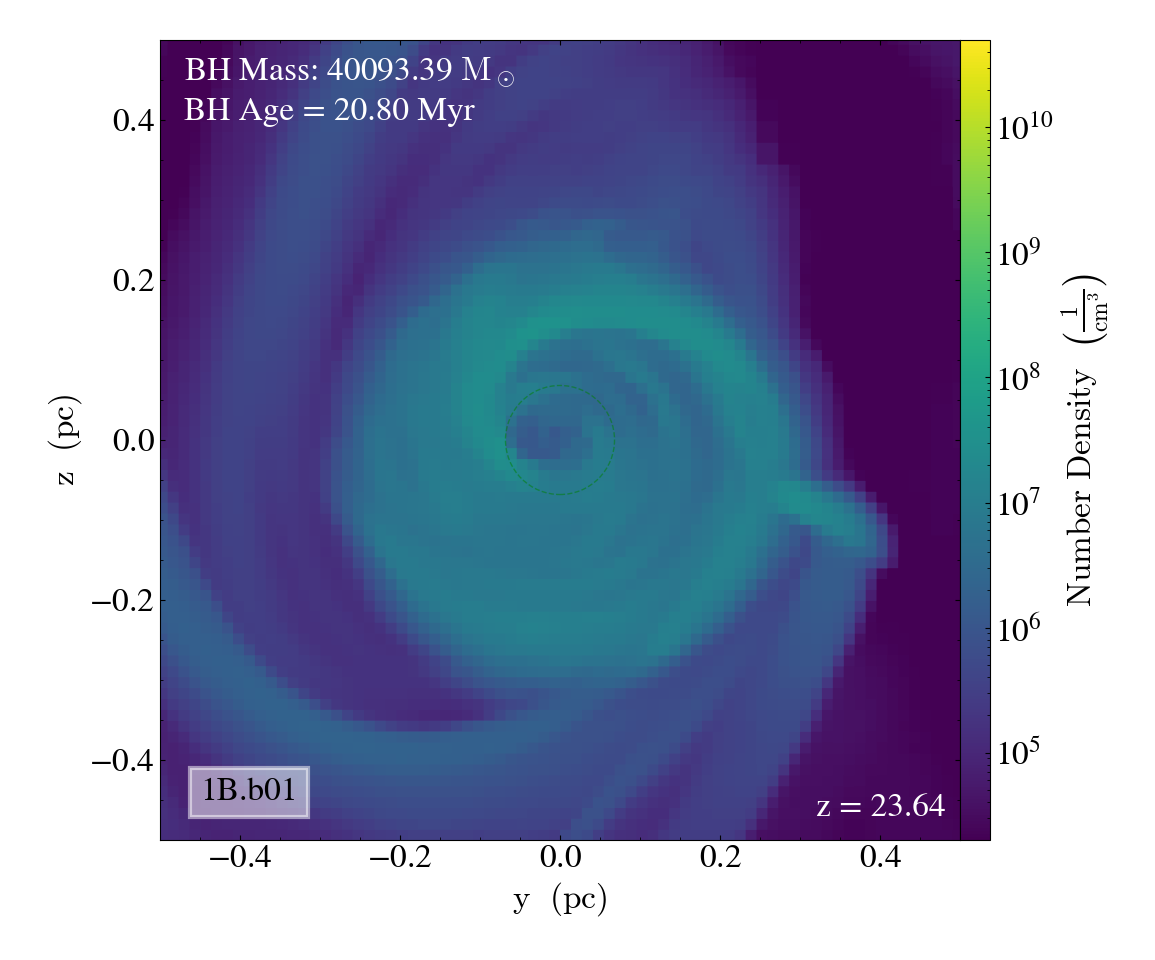 BH Mass: 40093.39 M☉
BH Age = 20.80 Myr
1B.b01
z = 23.64
0.4
0.2
0.0
−0.2
−0.4
z (pc)
−0.4 −0.2 0.0 0.2 0.4
y (pc)
10¹⁰
10⁹
10⁸
10⁷
10⁶
10⁵
Number Density (1/cm³)